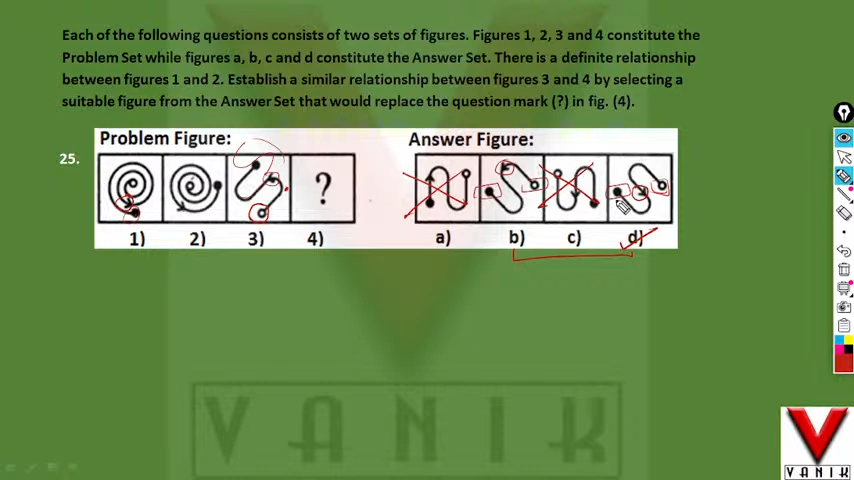 Each of the following questions consists of two sets of figures. Figures 1, 2, 3 and 4 constitute the
Problem Set while figures a, b, c and d constitute the Answer Set. There is a definite relationship
between figures 1 and 2. Establish a similar relationship between figures 3 and 4 by selecting a
suitable figure from the Answer Set that would replace the question mark (?) in fig. (4).
Problem Figure: Answer Figure:
25.
?
1) 2) 3) 4) a) b) c) d)
VANIK
VANIK